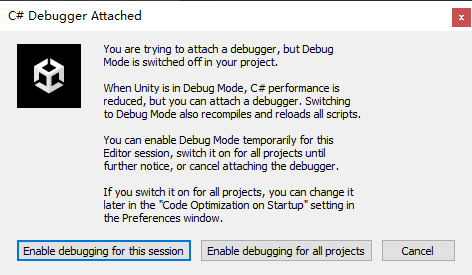 C# Debugger Attached
You are trying to attach a debugger, but Debug
Mode is switched off in your project.
When Unity is in Debug Mode, C# performance is
reduced, but you can attach a debugger. Switching
to Debug Mode also recompiles and reloads all scripts.
You can enable Debug Mode temporarily for this
Editor session, switch it on for all projects until
further notice, or cancel attaching the debugger.
If you switch it on for all projects, you can change it
later in the "Code Optimization on Startup" setting in
the Preferences window.
Enable debugging for this session
Enable debugging for all projects
Cancel